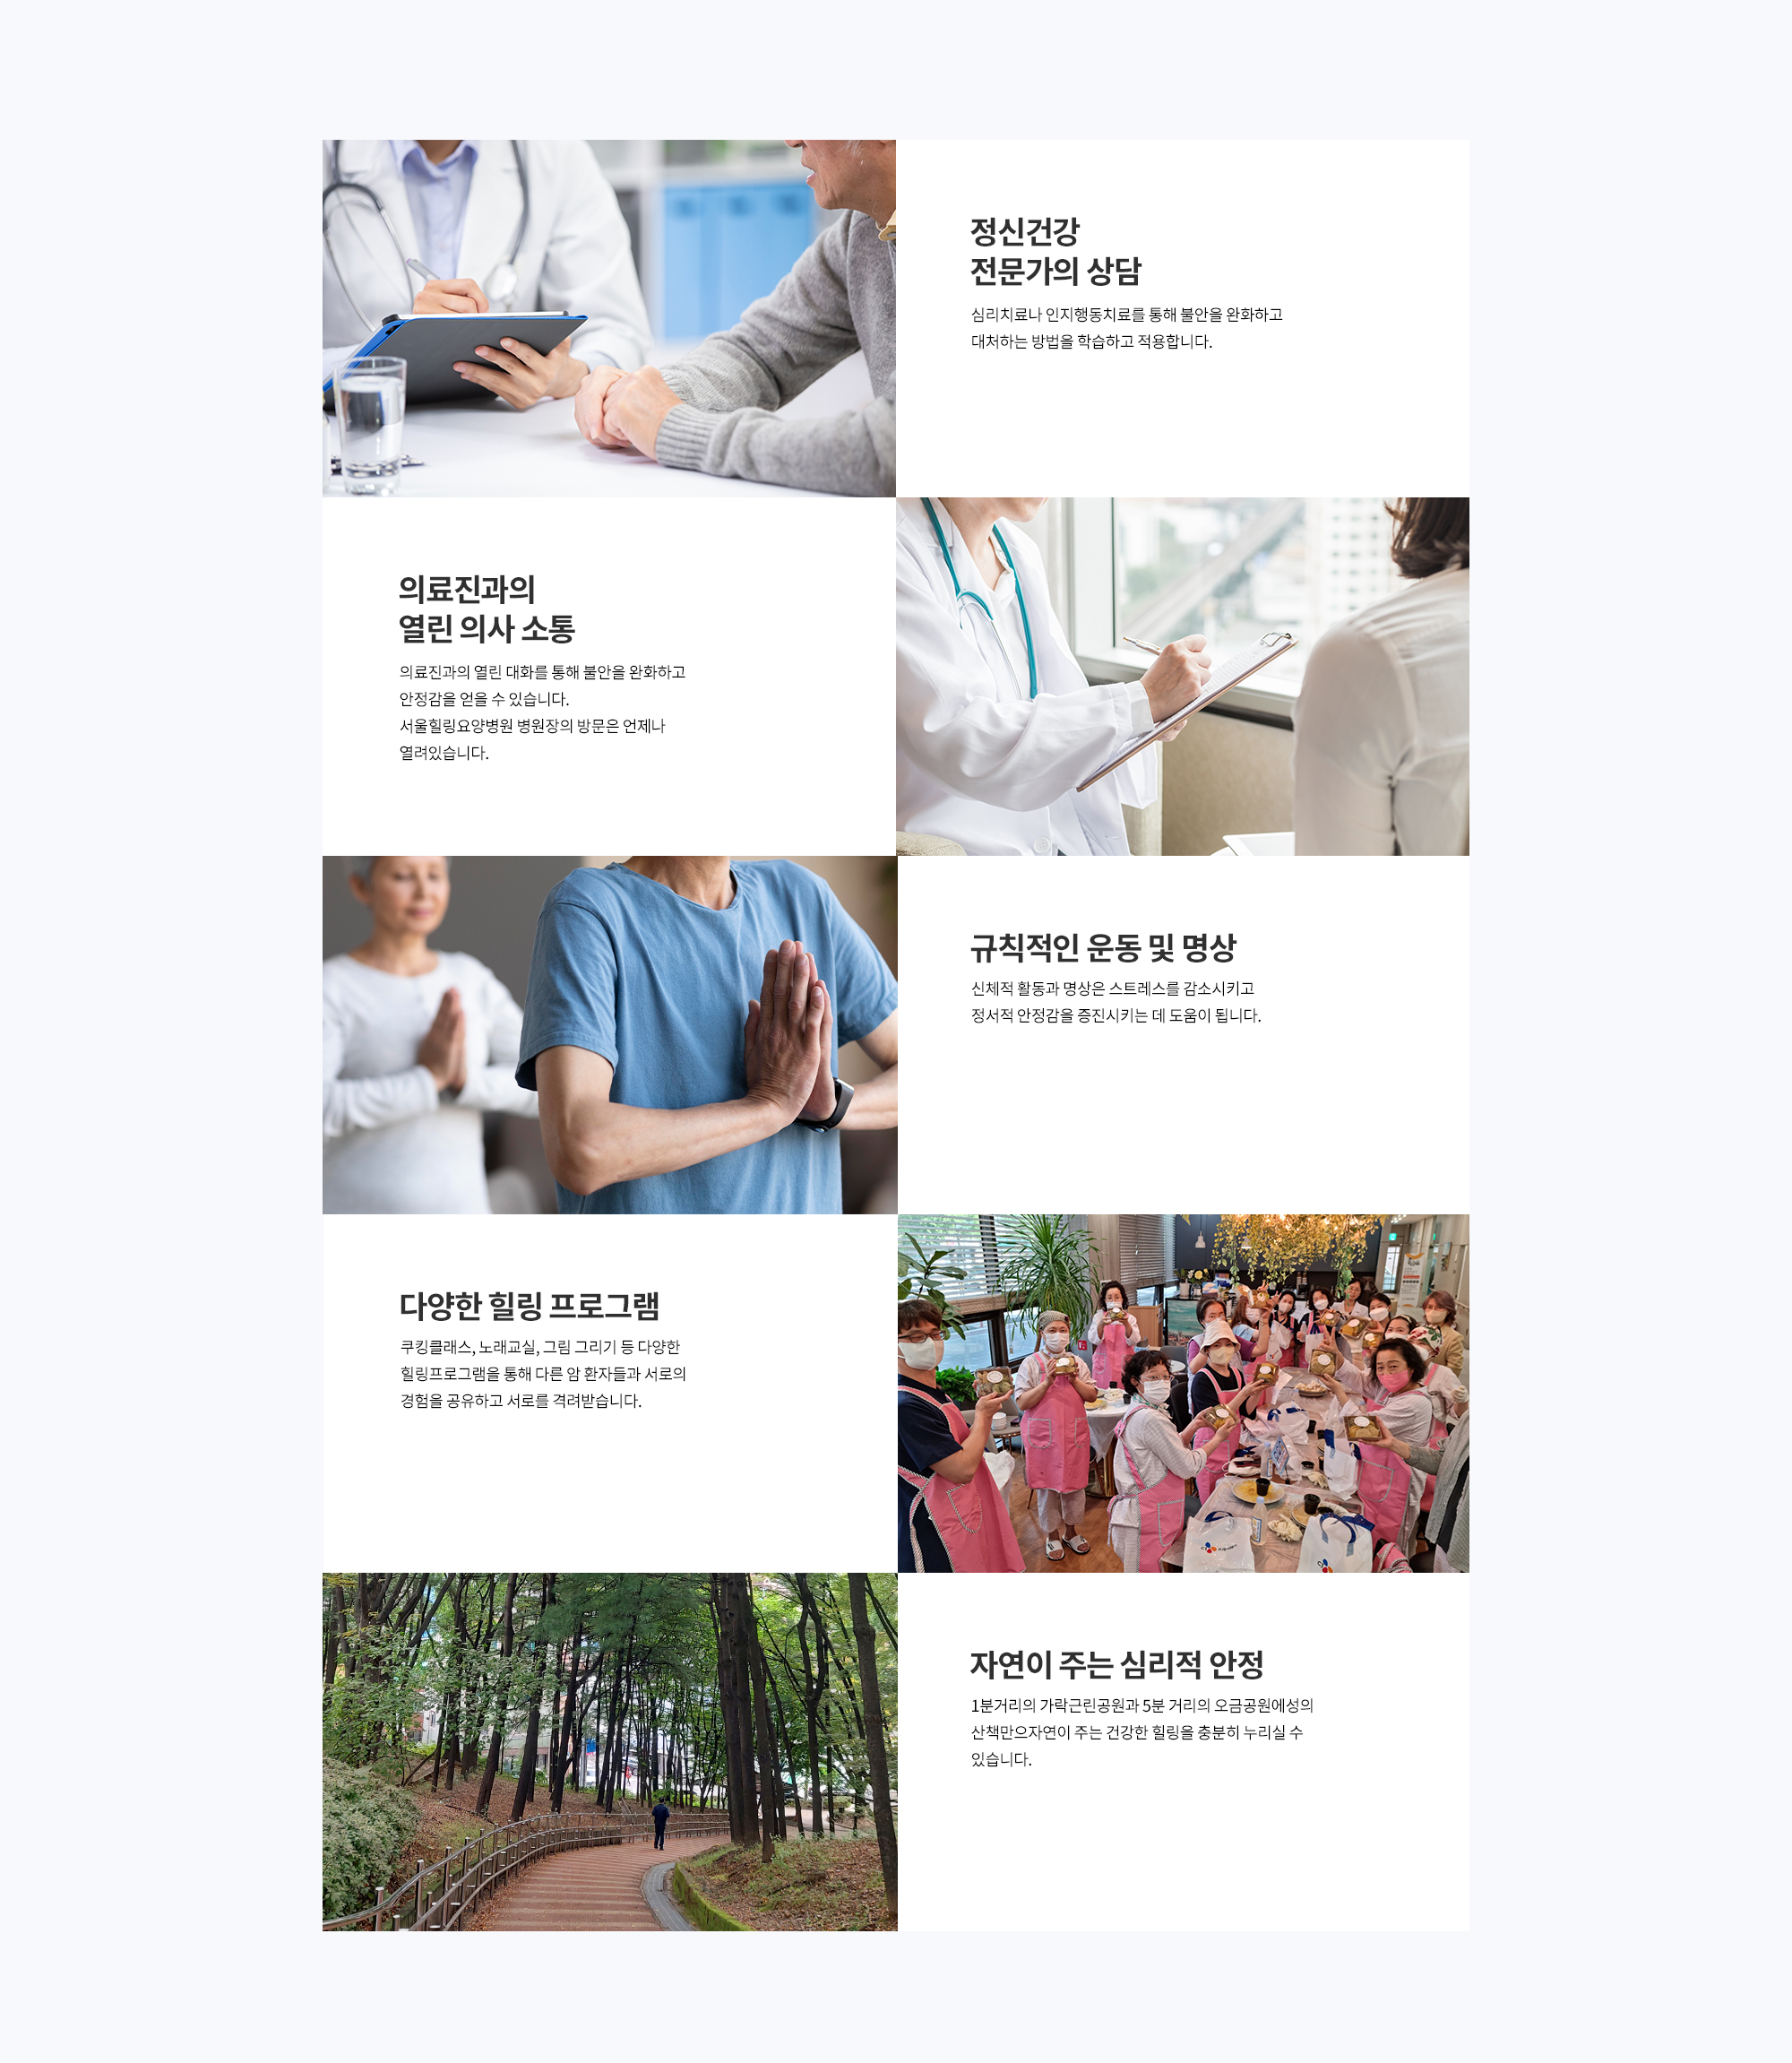 정신건강
전문가의 상담
심리치료나 인지행동치료를 통해 불안을 완화하고
대처하는 방법을 학습하고 적용합니다.
의료진과의
열린 의사 소통
의료진과의 열린 대화를 통해 불안을 완화하고
안정감을 얻을 수 있습니다.
서울힐링요양병원 병원장의 방문은 언제나
열려있습니다.
규칙적인 운동 및 명상
신체적 활동과 명상은 스트레스를 감소시키고
정서적 안정감을 증진시키는 데 도움이 됩니다.
다양한 힐링 프로그램
쿠킹클래스, 노래교실, 그림 그리기 등 다양한
힐링프로그램을 통해 다른 암 환자들과 서로의
경험을 공유하고 서로를 격려받습니다.
자연이 주는 심리적 안정
1분거리의 가락근린공원과 5분 거리의 오금공원에성의
산책만으자연이 주는 건강한 힐링을 충분히 누리실 수
있습니다.